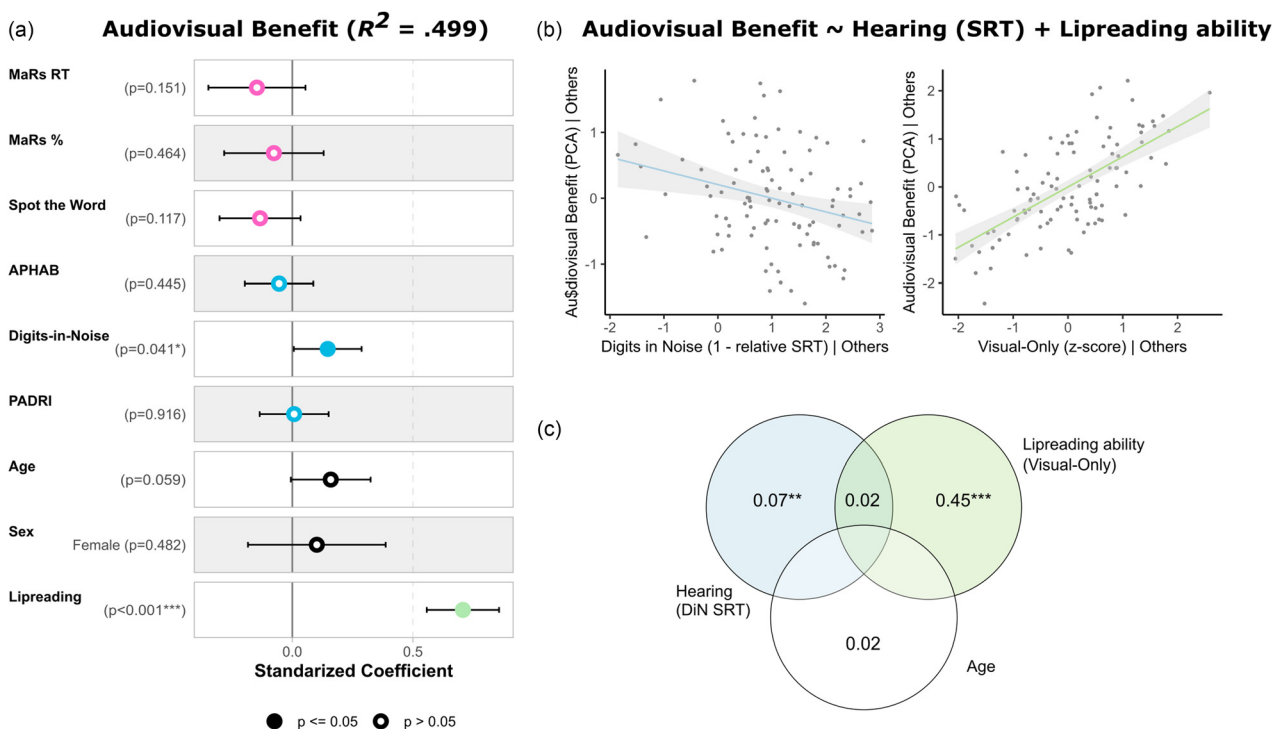 (a)
Audiovisual Benefit (R² = .499)
MaRs RT
(p=0.151)
MaRs %
(p=0.464)
Spot the Word
(p=0.117)
APHAB
(p=0.445)
Digits-in-Noise
(p=0.041*)
PADRI
(p=0.916)
Age
(p=0.059)
Sex
Female (p=0.482)
Lipreading
(p<0.001***)
0.0
0.5
Standarized Coefficient
p <= 0.05
p > 0.05
(b)
Audiovisual Benefit ~ Hearing (SRT) + Lipreading ability
Au$diovisual Benefit (PCA) | Others
1
0
-1
-2
-1
0
1
2
3
Digits in Noise (1 - relative SRT) | Others
Audiovisual Benefit (PCA) | Others
2
1
0
-1
-2
-2
-1
0
1
2
Visual-Only (z-score) | Others
(c)
Lipreading ability
(Visual-Only)
0.07**
0.02
0.45***
Hearing
(DiN SRT)
0.02
Age